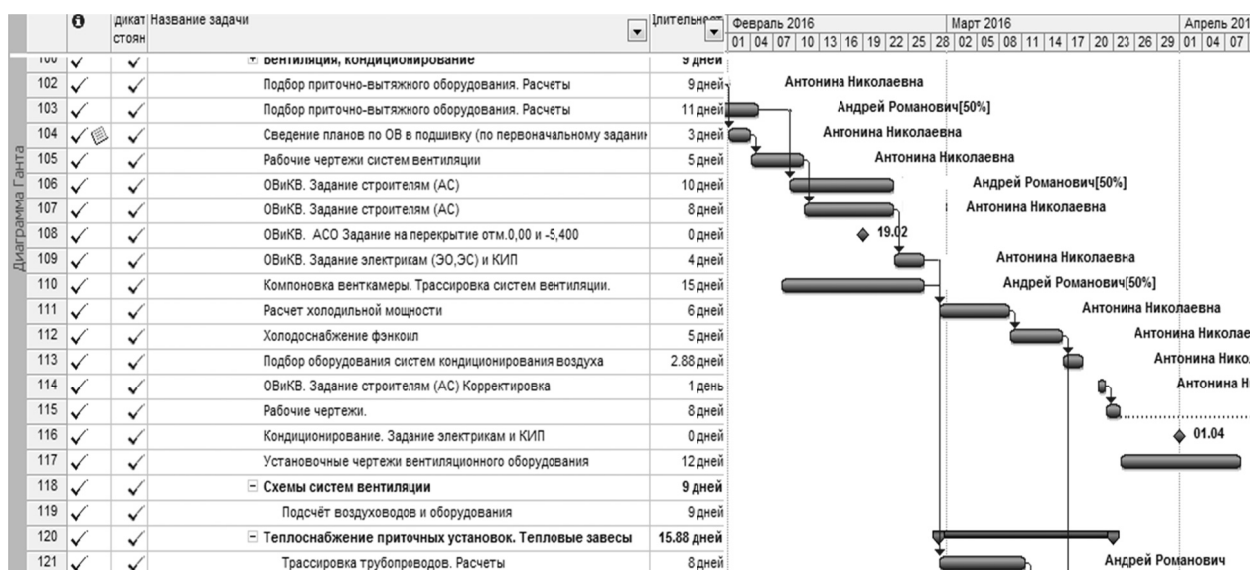 дикат Название задачи
стоян
Февраль 2016 Март 2016
01 04 07 10 13 16 19 22 25 28 02 05 08 11 14 17 20 23 26 29 01 04 07
Диаграмма Ганта
Вентиляция, кондиционирование 9 дней
102 Подбор приточно-вытяжного оборудования. Расчеты 9 дней Антонина Николаевна
103 Подбор приточно-вытяжного оборудования. Расчеты 11 дней Андрей Романович[50%]
104 Сведение планов по ОВ в подшивку (по первоначальному 3 дней Антонина Николаевна
105 Рабочие чертежи систем вентиляции 5 дней Антонина Николаевна
106 ОВиКВ. Задание строителям (АС) 10 дней Андрей Романович[50%]
107 ОВиКВ. Задание строителям (АС) 8 дней Антонина Николаевна
108 ОВиКВ. АСО Задание на перекрытие отм.0,00 и -5,400 0 дней 19.02
109 ОВиКВ. Задание электрикам (ЭО,ЭС) и КИП 4 дней Антонина Николаевна
110 Компоновка венткамеры. Трассировка систем вентиляции. 15 дней Андрей Романович[50%]
111 Расчет холодильной мощности 6 дней Антонина Николаевна
112 Холодоснабжение фэнкоил 5 дней Антонина
113 Подбор оборудования систем кондиционирования воздуха 2.88 дней Антонина
114 ОВиКВ. Задание строителям (АС) Корректировка 1 день Антонина
115 Рабочие чертежи. 8 дней
116 Кондиционирование. Задание электрикам и КИП 0 дней 01.04
117 Установочные чертежи вентиляционного оборудования 12 дней
118 Схемы систем вентиляции 9 дней
119 Подсчёт воздуховодов и оборудования 9 дней
120 Теплоснабжение приточных установок. Тепловые завесы 15.88 дней
121 Трассировка трубопроводов. Расчеты 8 дней Андрей Романович